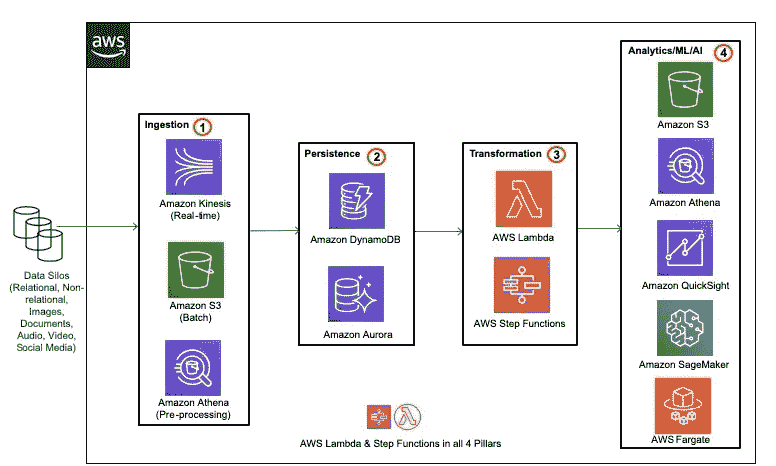 aws
Analytics/ML/AI 4
Amazon S3
Amazon Athena
Amazon QuickSight
Amazon SageMaker
AWS Fargate
Ingestion 1
Amazon Kinesis
(Real-time)
Amazon S3
(Batch)
Amazon Athena
(Pre-processing)
Persistence 2
Amazon DynamoDB
Amazon Aurora
Transformation 3
AWS Lambda
AWS Step Functions
Data Silos
(Relational, Non-
relational,
Images,
Documents,
Audio, Video,
Social Media)
AWS Lambda & Step Functions in all 4 Pillars